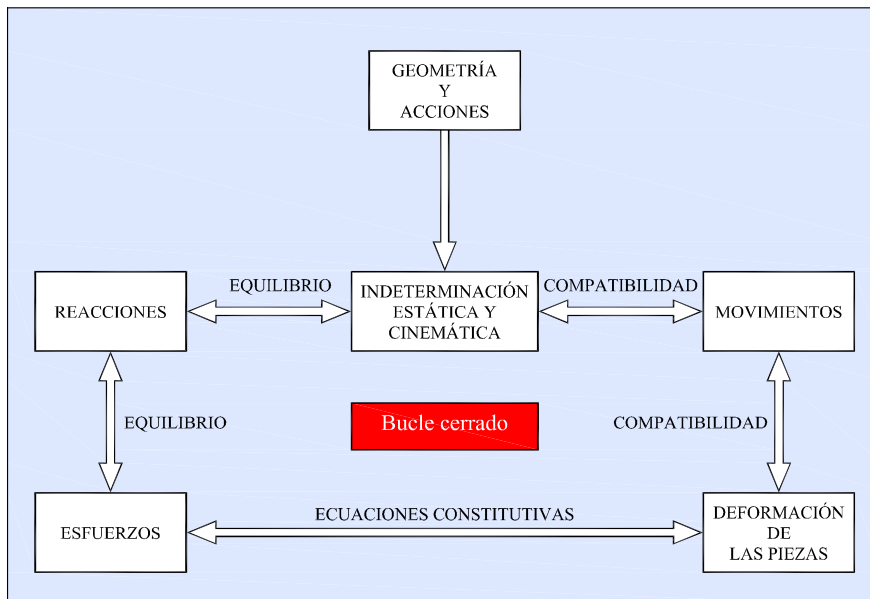 GEOMETRÍA
Y
ACCIONES
EQUILIBRIO
COMPATIBILIDAD
REACCIONES
INDETERMINACIÓN
ESTÁTICA Y
CINEMÁTICA
MOVIMIENTOS
EQUILIBRIO
Bucle cerrado
COMPATIBILIDAD
ESFUERZOS
ECUACIONES CONSTITUTIVAS
DEFORMACIÓN
DE
LAS PIEZAS